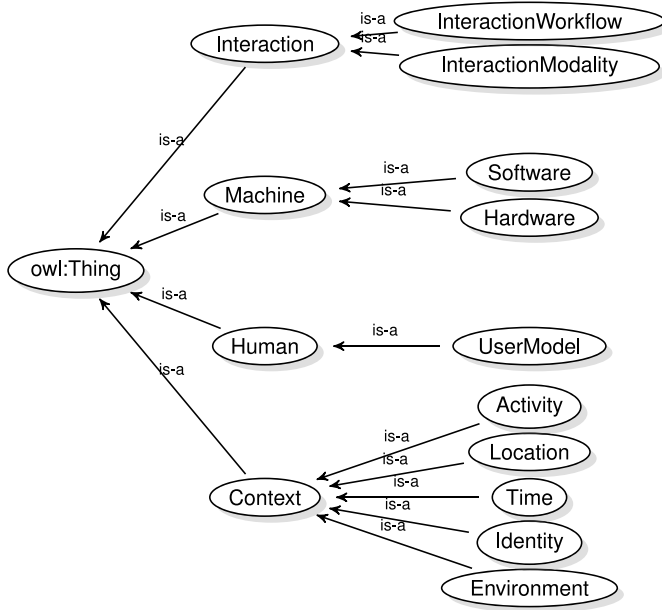 InteractionWorkflow
is-a
Interaction
is-a
InteractionModality
is-a
is-a
Software
Machine
is-a
Hardware
is-a
owl:Thing
is-a
Human
is-a
UserModel
is-a
Activity
is-a
Location
is-a
Context
is-a
Time
is-a
Identity
is-a
Environment